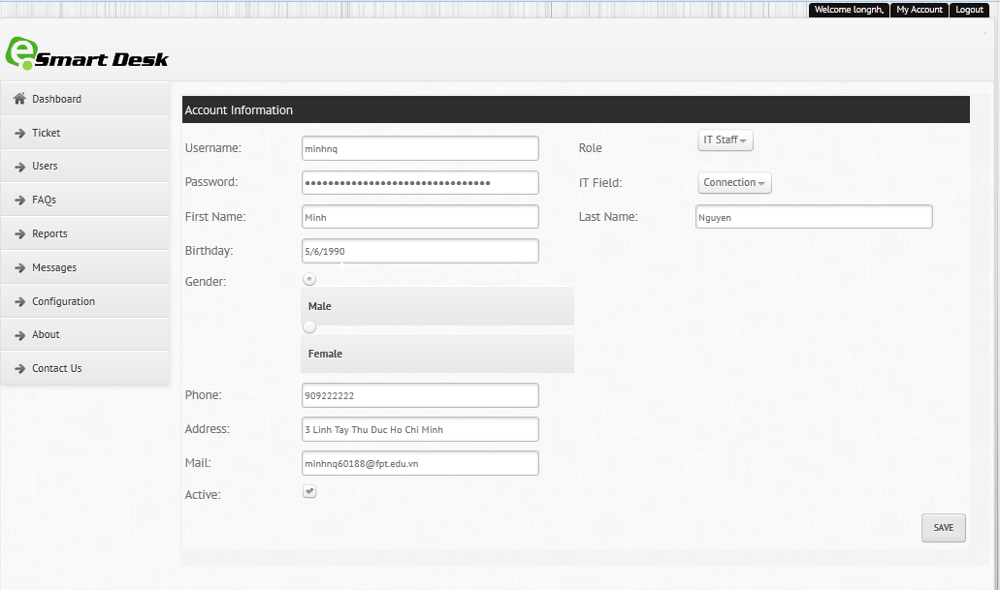 Welcome longnh, My Account Logout
e Smart Desk
Dashboard
Ticket
Users
FAQs
Reports
Messages
Configuration
About
Contact Us
Account Information
Username: minhnq Role IT Staff
Password: •••••••••••••••••••••••••••••••• IT Field: Connection
First Name: Minh Last Name: Nguyen
Birthday: 5/6/1990
Gender:
Male
Female
Phone: 909222222
Address: 3 Linh Tay Thu Duc Ho Chi Minh
Mail: minhnq60188@fpt.edu.vn
Active:
SAVE